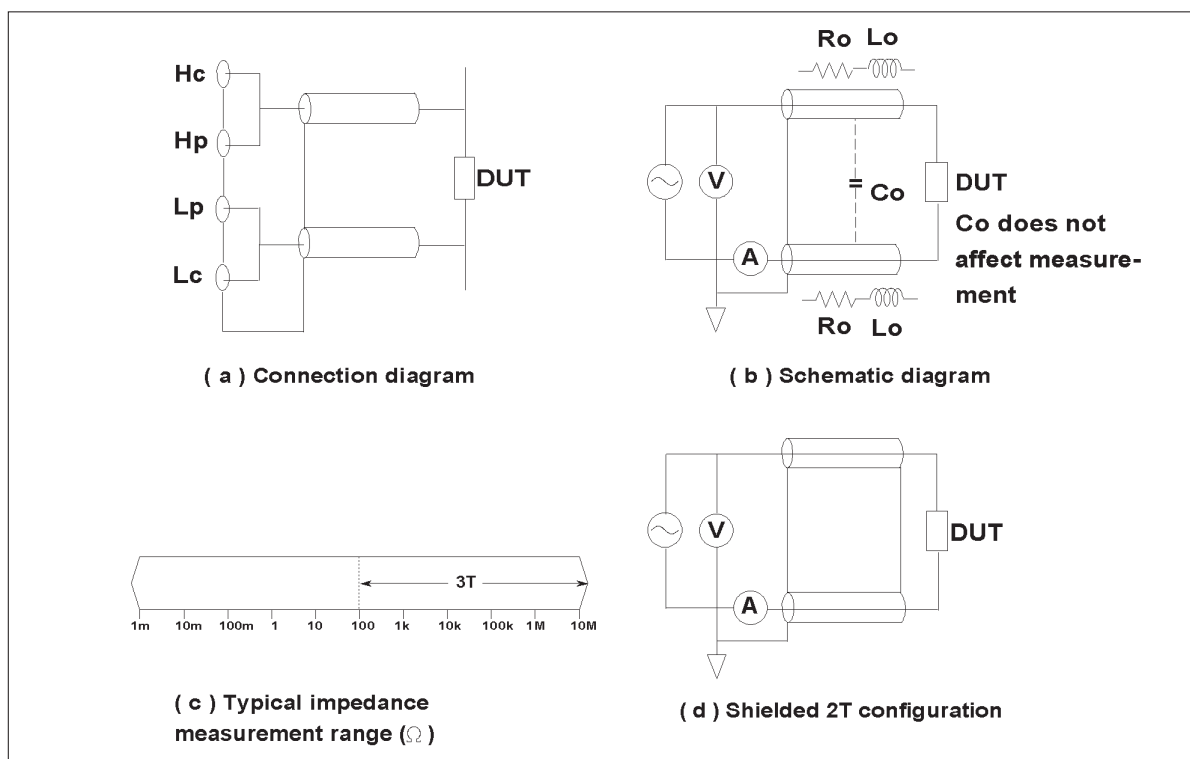 Hc
Hp
Lp
Lc
DUT
( a ) Connection diagram
Ro Lo
V
Co
A
DUT
Co does not
affect measure-
ment
Ro Lo
( b ) Schematic diagram
3T
1m 10m 100m 1 10 100 1k 10k 100k 1M 10M
( c ) Typical impedance
measurement range (Ω )
V
A
DUT
( d ) Shielded 2T configuration